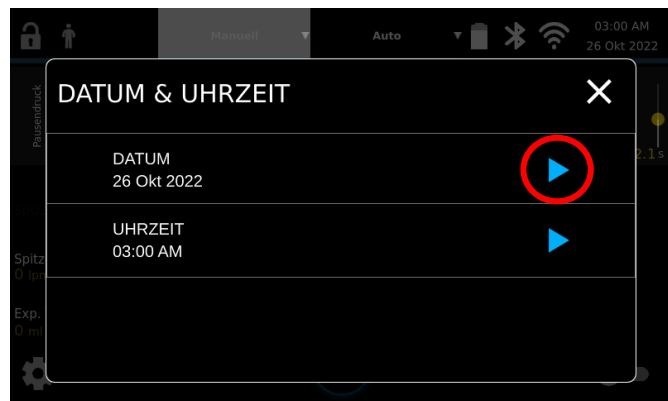 Manuell
Auto
03:00 AM
26 Okt 2022
Pausendruck
DATUM & UHRZEIT
2.1 s
DATUM
26 Okt 2022
UHRZEIT
03:00 AM
Spitz
0 lpm
Exp.
0 ml